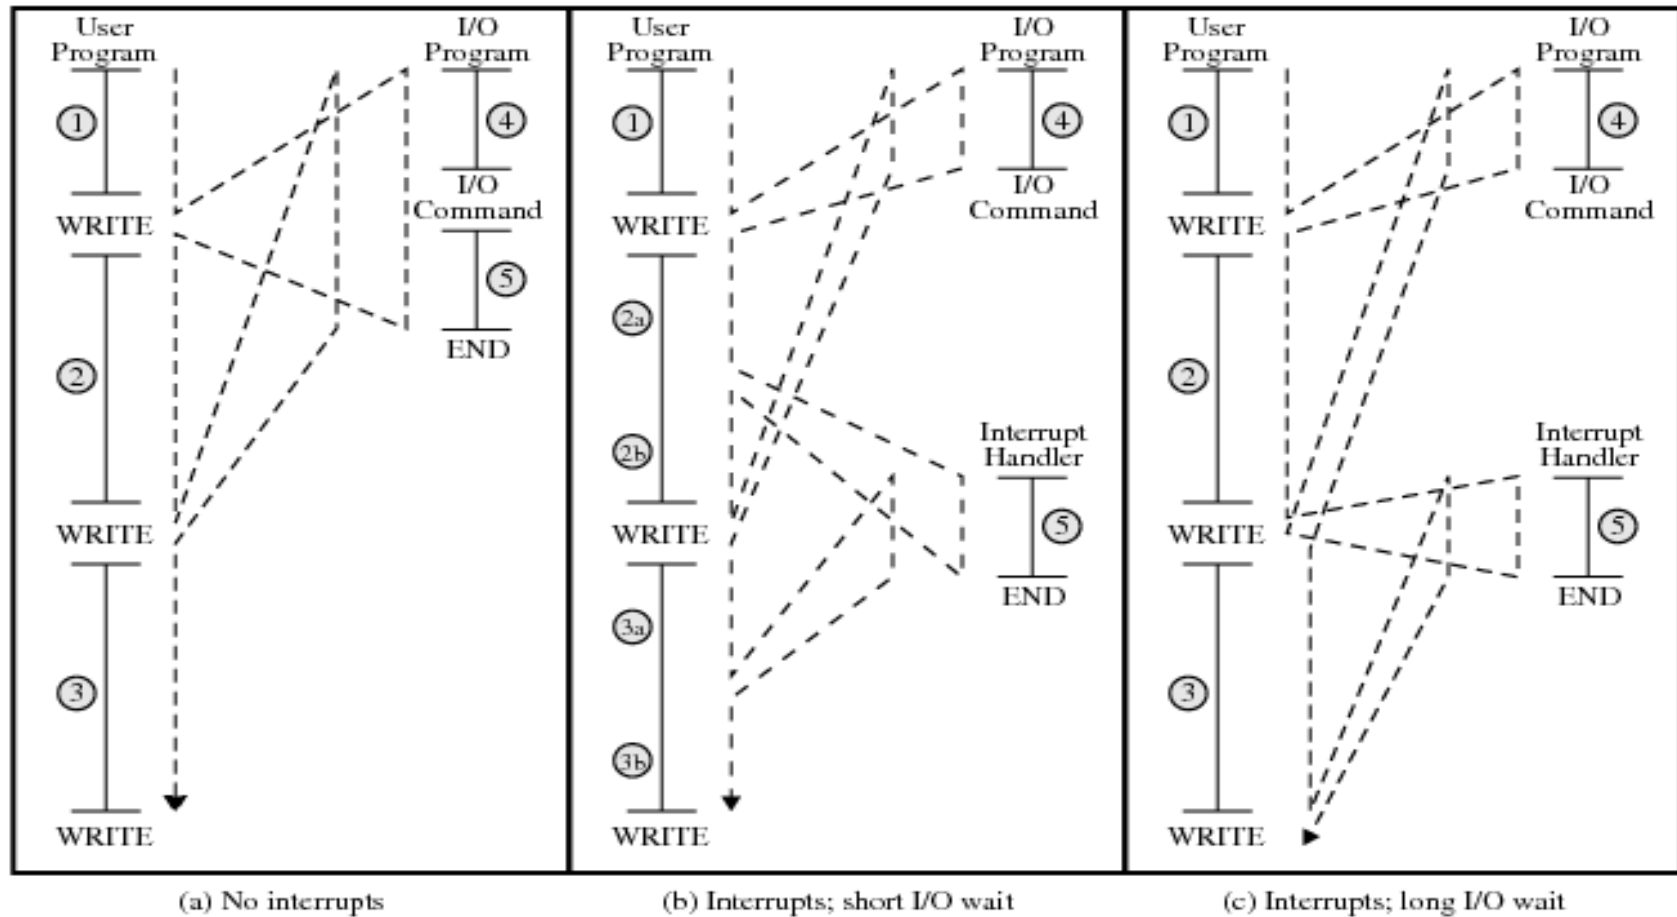 User
Program
I/O
Program
1
4
I/O
Command
WRITE
5
END
2
WRITE
3
WRITE
(a) No interrupts
User
Program
I/O
Program
1
4
I/O
Command
WRITE
2a
Interrupt
Handler
2b
5
WRITE
END
3a
3b
WRITE
(b) Interrupts; short I/O wait
User
Program
I/O
Program
1
4
I/O
Command
WRITE
2
Interrupt
Handler
5
WRITE
END
3
WRITE
(c) Interrupts; long I/O wait